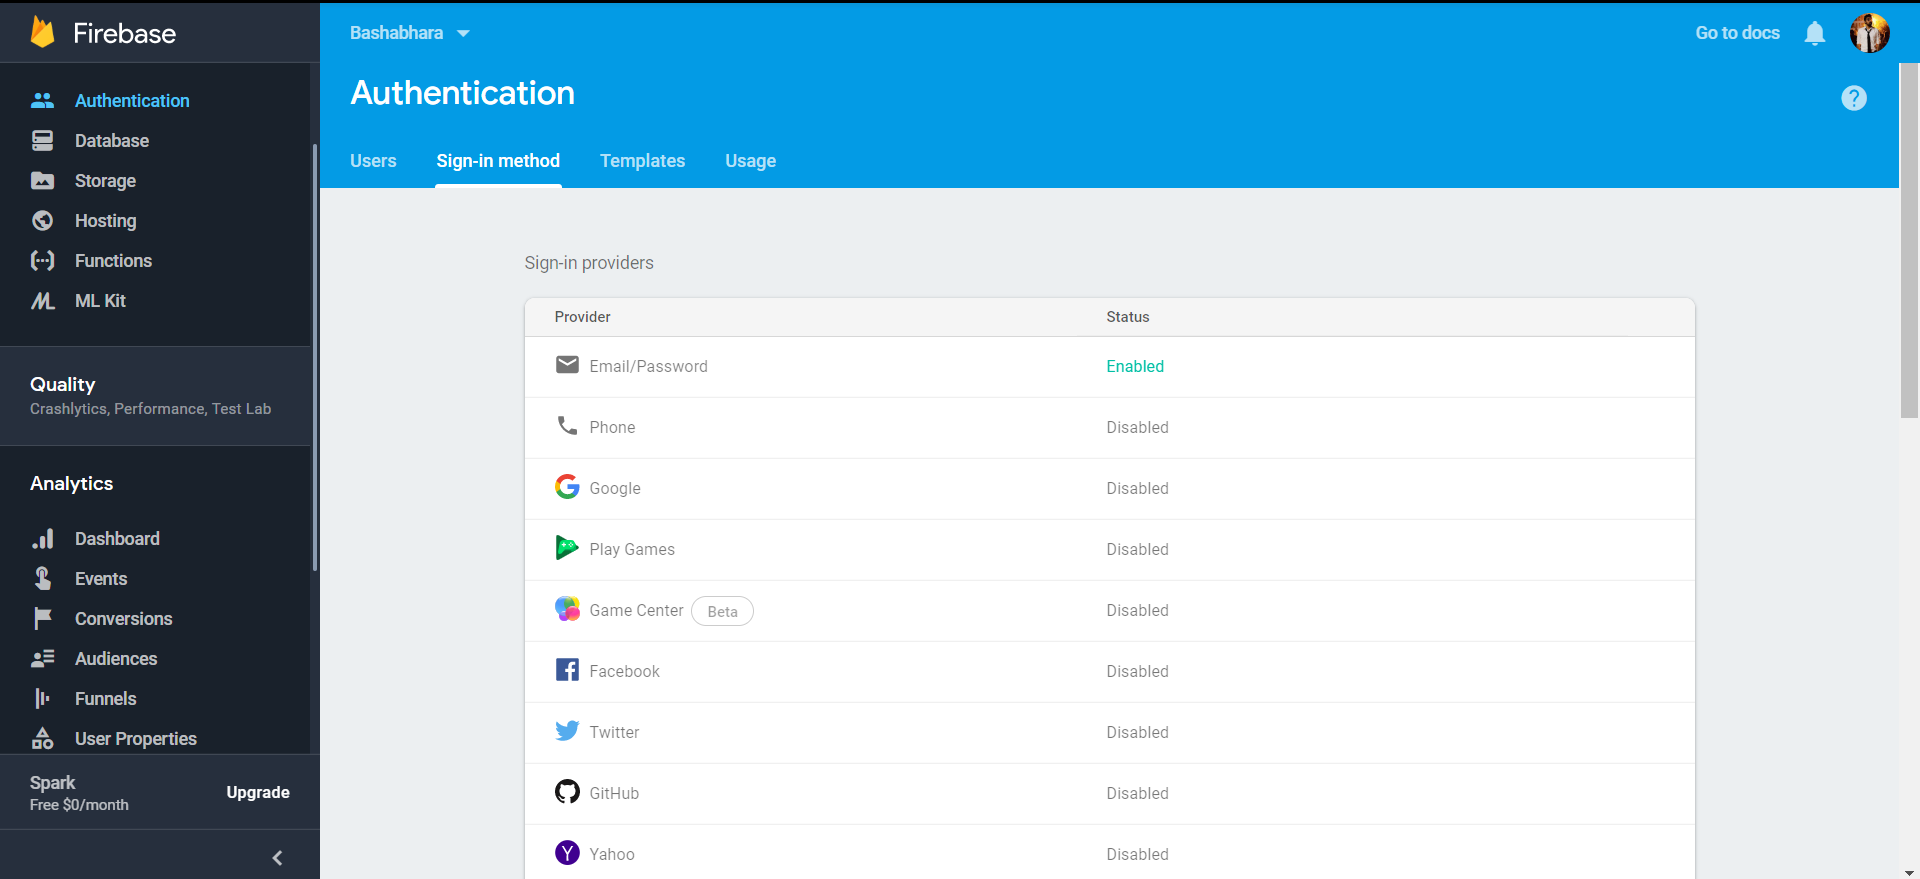 Firebase
Authentication
Database
Storage
Hosting
Functions
ML Kit
Quality
Crashlytics, Performance, Test Lab
Analytics
Dashboard
Events
Conversions
Audiences
Funnels
User Properties
Spark
Free $0/month
Upgrade
Bashabhara
Go to docs
Authentication
Users Sign-in method Templates Usage
Sign-in providers
Provider Status
Email/Password Enabled
Phone Disabled
Google Disabled
Play Games Disabled
Game Center Beta Disabled
Facebook Disabled
Twitter Disabled
GitHub Disabled
Yahoo Disabled